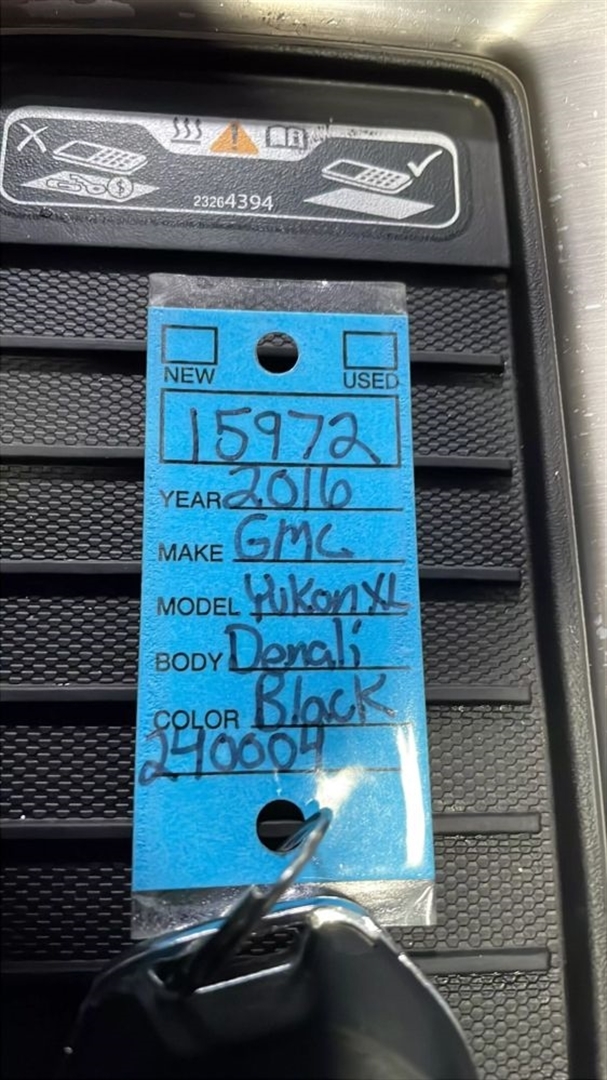 23264394
NEW USED
15972
YEAR 2016
MAKE GMC
MODEL Yukon XL
BODY Denali
COLOR Black
240004